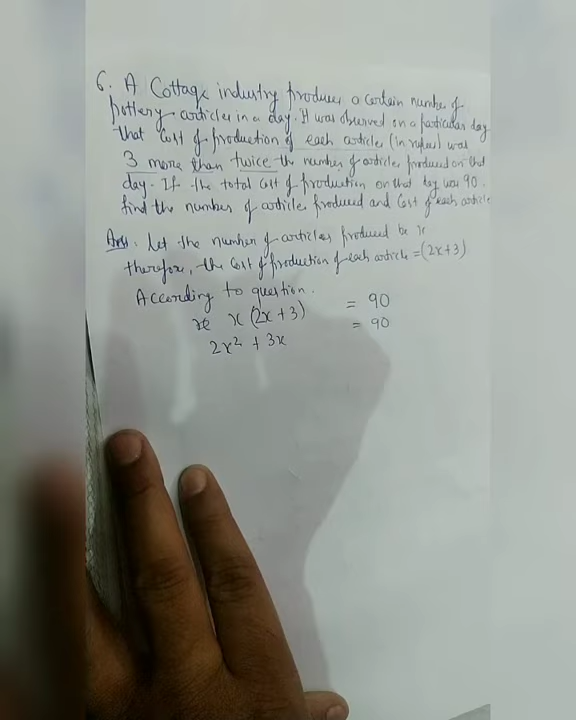 6. A Cottage industry produces a certain number of
pottery articles in a day. It was observed on a particular day
that cost of production of each article (in rupees) was
3 more than twice the number of articles produced on that
day. If the total cost of production on that day was 90.
find the number of articles produced and cost of each article
Ans. Let the number of articles produced be x
therefore, the cost of production of each article = (2x+3)
According to question.
x (2x+3) = 90
2x² + 3x = 90